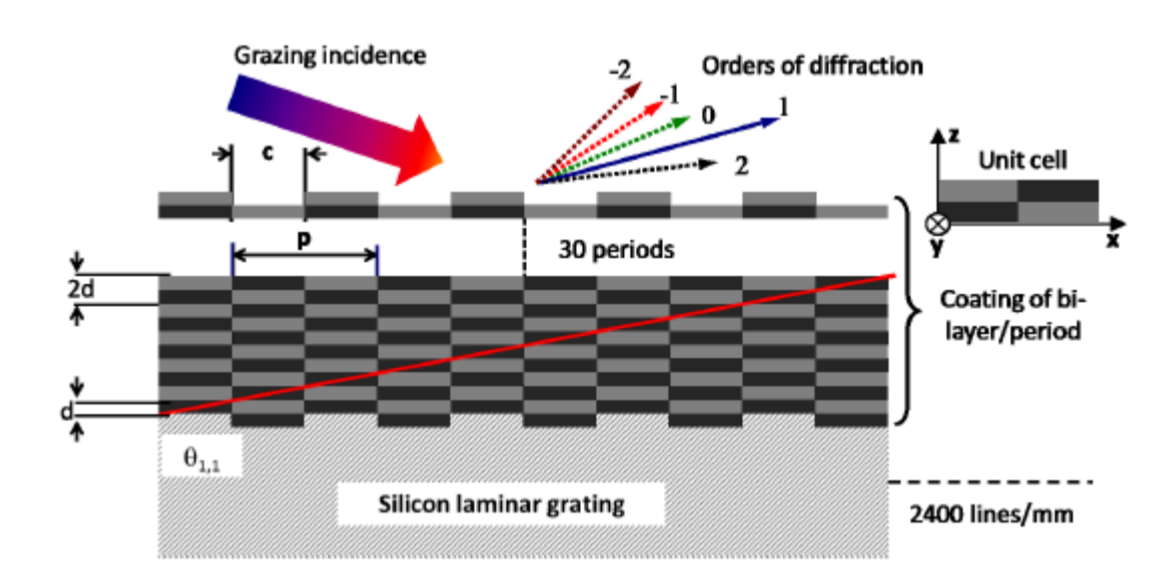 Grazing incidence
Orders of diffraction
-2
-1
0
1
2
c
z
Unit cell
y
x
p
30 periods
2d
Coating of bi-
layer/period
d
θ1,1
Silicon laminar grating
2400 lines/mm